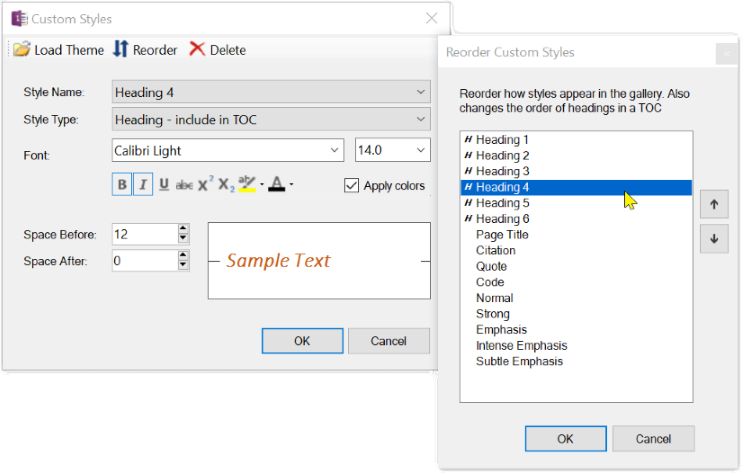 Custom Styles
Load Theme Reorder Delete
Style Name: Heading 4
Style Type: Heading - include in TOC
Font: Calibri Light 14.0
B I U abc X2 X2 ab A Apply colors
Space Before: 12
Space After: 0
Sample Text
OK Cancel
Reorder Custom Styles
Reorder how styles appear in the gallery. Also
changes the order of headings in a TOC
H Heading 1
H Heading 2
H Heading 3
H Heading 4
H Heading 5
H Heading 6
Page Title
Citation
Quote
Code
Normal
Strong
Emphasis
Intense Emphasis
Subtle Emphasis
OK Cancel